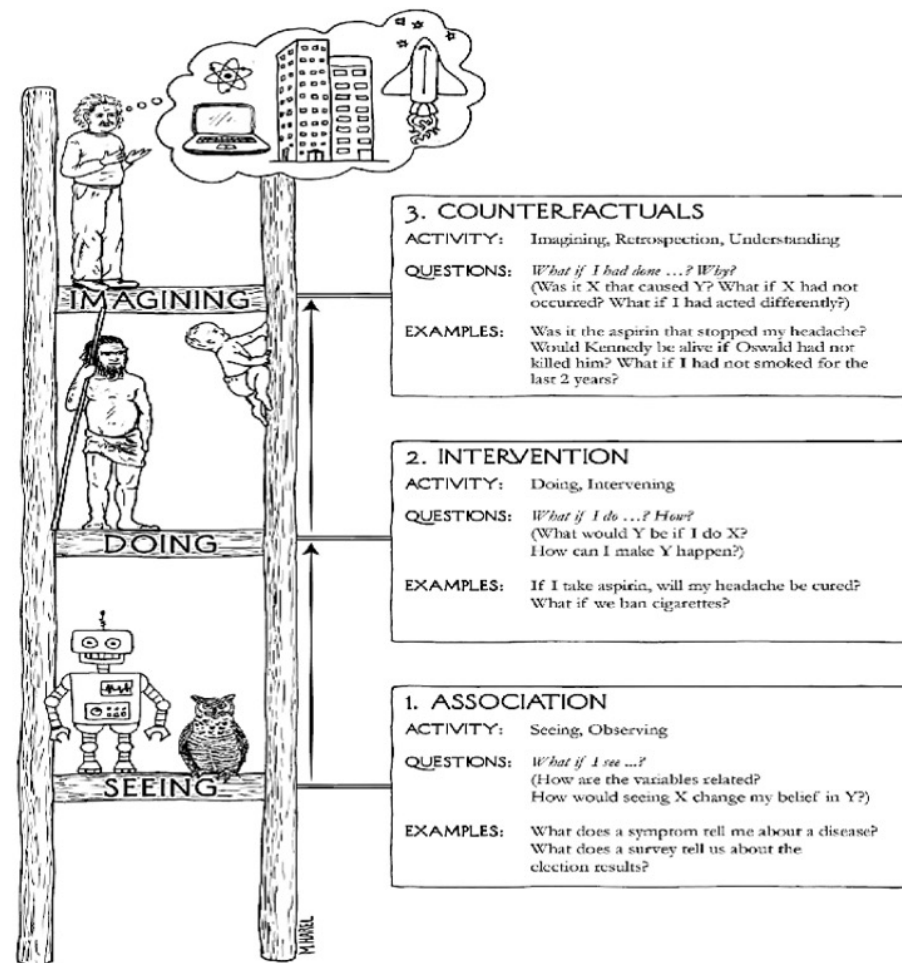 IMAGINING
DOING
SEEING
3. COUNTERFACTUALS
ACTIVITY: Imagining, Retrospection, Understanding
QUESTIONS: What if I had done ...? Why?
(Was it X that caused Y? What if X had not
occurred? What if I had acted differently?)
EXAMPLES: Was it the aspirin that stopped my headache?
Would Kennedy be alive if Oswald had not
killed him? What if I had not smoked for the
last 2 years?
2. INTERVENTION
ACTIVITY: Doing, Intervening
QUESTIONS: What if I do ...? How?
(What would Y be if I do X?
How can I make Y happen?)
EXAMPLES: If I take aspirin, will my headache be cured?
What if we ban cigarettes?
1. ASSOCIATION
ACTIVITY: Seeing, Observing
QUESTIONS: What if I see ...?
(How are the variables related?
How would seeing X change my belief in Y?)
EXAMPLES: What does a symptom tell me about a disease?
What does a survey tell us about the
election results?
M.HAREL